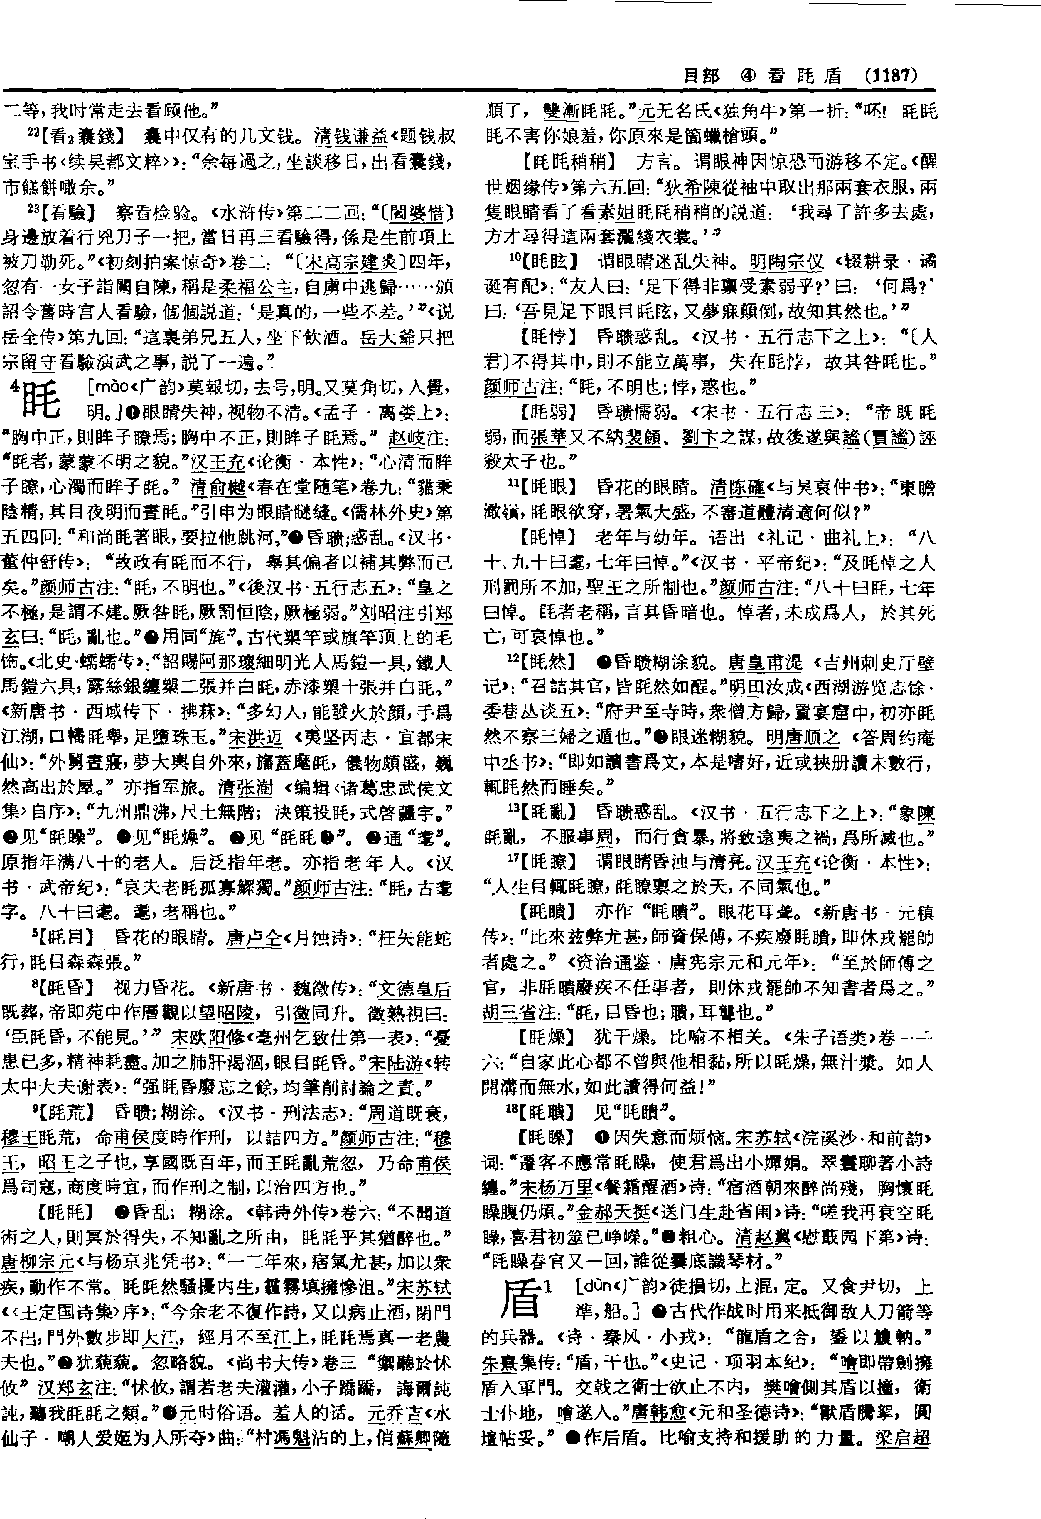 目部 ④ 看 眊 盾 (1187)
二等,我时常走去看顾他。”
22【看₂囊錢】 囊中仅有的几文钱。清钱谦益《题钱叔
宝手书〈续吴都文粹〉》:“余每過之,坐談移日,出看囊錢,
市餻餅噉余。”
23【看驗】 察看检验。《水浒传》第二二回:“〔閻婆惜〕
身邊放着行兇刀子一把,當日再三看驗得,係是生前項上
被刀勒死。”《初刻拍案惊奇》卷二:“〔宋高宗建炎〕四年,
忽有一女子詣闕自陳,稱是柔福公主,自虜中逃歸……頒
詔令舊時宫人看驗,個個説道:‘是真的,一些不差。’”《说
岳全传》第九回:“這裏弟兄五人,坐下飲酒。岳大爺只把
宗留守看驗演武之事,説了一遍。”
4眊 [mào《广韵》莫報切,去号,明。又莫角切,入覺,
明。]❶眼睛失神,视物不清。《孟子·离娄上》:
“胸中正,則眸子瞭焉;胸中不正,則眸子眊焉。”赵岐注:
“眊者,蒙蒙不明之貌。”汉王充《论衡·本性》:“心清而眸
子瞭,心濁而眸子眊。”清俞樾《春在堂随笔》卷九:“貓秉
陰精,其目夜明而晝眊。”引申为眼睛瞇缝。《儒林外史》第
五四回:“和尚眊著眼,要拉他跳河。”❷昏聩;惑乱。《汉书·
董仲舒传》:“故政有眊而不行,舉其偏者以補其弊而已
矣。”颜师古注:“眊,不明也。”《後汉书·五行志五》:“皇之
不極,是謂不建。厥咎眊,厥罰恒陰,厥極弱。”刘昭注引郑
玄曰:“眊,亂也。”❸用同“旄”。古代槊竿或旗竿顶上的毛
饰。《北史·蠕蠕传》:“詔賜阿那瓌細明光人馬鎧一具,鐵人
馬鎧六具;露絲銀纏槊二張并白眊,赤漆槊十張并白眊。”
《新唐书·西域传下·拂菻》:“多幻人,能發火於顔,手爲
江湖,口幡眊舉,足墮珠玉。”宋洪迈《夷坚丙志·宜都宋
仙》:“外舅晝寢,夢大輿自外來,旛蓋麾眊,儀物頗盛,巍
然高出於屋。”亦指军旅。清张澍《编辑〈诸葛忠武侯文
集〉自序》:“九州鼎沸,尺土無階;決策投眊,式啓疆宇。”
❹见“眊矂”。❺见“眊燥”。❻见“眊眊❸”。❼通“耄”。
原指年满八十的老人。后泛指年老。亦指老年人。《汉
书·武帝纪》:“哀夫老眊孤寡鰥獨。”颜师古注:“眊,古耄
字。八十曰耄。耄,老稱也。”
5【眊目】 昏花的眼睛。唐卢仝《月蚀诗》:“枉矢能蛇
行,眊目森森張。”
8【眊昏】 视力昏花。《新唐书·魏徵传》:“文德皇后
既葬,帝即苑中作層觀以望昭陵,引徵同升。徵熟視曰:
‘臣眊昏,不能見。’”宋欧阳修《亳州乞致仕第一表》:“憂
患已多,精神耗盡。加之肺肝渴涸,眼目眊昏。”宋陆游《转
太中大夫谢表》:“强眊昏廢忘之餘,均筆削討論之責。”
9【眊荒】 昏聩;糊涂。《汉书·刑法志》:“周道既衰,
穆王眊荒,命甫侯度時作刑,以詰四方。”颜师古注:“穆
王,昭王之子也,享國既百年,而王眊亂荒忽,乃命甫侯
爲司寇,商度時宜,而作刑之制,以治四方也。”
【眊眊】 ❶昏乱;糊涂。《韩诗外传》卷六:“不聞道
術之人,則冥於得失,不知亂之所由,眊眊乎其猶醉也。”
唐柳宗元《与杨京兆凭书》:“一二年來,痞氣尤甚,加以衆
疾,動作不常。眊眊然騷擾内生,霾霧填擁慘沮。”宋苏轼
《〈王定国诗集〉序》:“今余老不復作詩,又以病止酒,閉門
不出,門外數步即大江,經月不至江上,眊眊焉真一老農
夫也。”❷犹藐藐。忽略貌。《尚书大传》卷三“禦聽於怵
攸”汉郑玄注:“怵攸,謂若老夫灌灌,小子蹻蹻,誨爾訰
訰,聽我眊眊之類。”❸元时俗语。羞人的话。元乔吉《水
仙子·嘲人爱姬为人所夺》曲:“村馮魁沾的上,俏蘇卿隨
順了,雙漸眊眊。”元无名氏《独角牛》第一折:“呸!眊眊
眊不害你娘羞,你原來是箇蠟槍頭。”
【眊眊稍稍】 方言。谓眼神因惊恐而游移不定。《醒
世姻缘传》第六五回:“狄希陳從袖中取出那兩套衣服,兩
隻眼睛看了看素姐眊眊稍稍的説道:‘我尋了許多去處,
方才尋得這兩套灑綫衣裳。’”
10【眊眩】 谓眼睛迷乱失神。明陶宗仪《辍耕录·谲
诞有配》:“友人曰:‘足下得非禀受素弱乎?’曰:‘何爲?’
曰:‘吾見足下眼目眊眩,又夢寐顛倒,故知其然也。’”
【眊悖】 昏聩惑乱。《汉书·五行志下之上》:“〔人
君〕不得其中,則不能立萬事,失在眊悖,故其咎眊也。”
颜师古注:“眊,不明也;悖,惑也。”
【眊弱】 昏聩懦弱。《宋书·五行志三》:“帝既眊
弱,而張華又不納裴頠、劉卞之謀,故後遂與謐(賈謐)誣
殺太子也。”
11【眊眼】 昏花的眼睛。清陈確《与吴裒仲书》:“東瞻
澉嶺,眊眼欲穿,暑氣大盛,不審道體清適何似?”
【眊悼】 老年与幼年。语出《礼记·曲礼上》:“八
十、九十曰耄,七年曰悼。”《汉书·平帝纪》:“及眊悼之人
刑罰所不加,聖王之所制也。”颜师古注:“八十曰眊,七年
曰悼。眊者老稱,言其昏暗也。悼者,未成爲人,於其死
亡,可哀悼也。”
12【眊然】 ❶昏聩糊涂貌。唐皇甫湜《吉州刺史厅壁
记》:“召詰其官,皆眊然如酲。”明田汝成《西湖游览志馀·
委巷丛谈五》:“府尹至寺時,衆僧方歸,置宴窟中,初亦眊
然不察三婦之遁也。”❷眼迷糊貌。明唐顺之《答周约庵
中丞书》:“即如讀書爲文,本是嗜好,近或挾册讀未數行,
輒眊然而睡矣。”
13【眊亂】 昏聩惑乱。《汉书·五行志下之上》:“象陳
眊亂,不服事周,而行貪暴,將致遠夷之禍,爲所滅也。”
17【眊瞭】 谓眼睛昏浊与清亮。汉王充《论衡·本性》:
“人生目輒眊瞭,眊瞭禀之於天,不同氣也。”
【眊瞶】 亦作“眊聵”。眼花耳聋。《新唐书·元稹
传》:“比來兹弊尤甚,師資保傅,不疾廢眊瞶,即休戎罷帥
者處之。”《资治通鉴·唐宪宗元和元年》:“至於師傅之
官,非眊瞶廢疾不任事者,則休戎罷帥不知書者爲之。”
胡三省注:“眊,目昏也;聵,耳聾也。”
【眊燥】 犹干燥。比喻不相关。《朱子语类》卷一一
六:“自家此心都不曾與他相黏,所以眊燥,無汁漿。如人
開溝而無水,如此讀得何益!”
18【眊聵】 见“眊瞶”。
【眊矂】 ❶因失意而烦恼。宋苏轼《浣溪沙·和前韵》
词:“遷客不應常眊矂,使君爲出小嬋娟。翠鬟聊著小詩
纏。”宋杨万里《餐霜醒酒》诗:“宿酒朝來醉尚殘,胸懷眊
矂腹仍煩。”金郝天挺《送门生赴省闱》诗:“嗟我再衰空眊
矂,喜君初筮已崢嶸。”❷粗心。清赵翼《慰戢园下第》诗:
“眊矂春官又一回,誰從爨底識琴材。”
盾1 [dùn《广韵》徒損切,上混,定。又食尹切,上
準,船。]❶古代作战时用来抵御敌人刀箭等
的兵器。《诗·秦风·小戎》:“龍盾之合,鋈以觼軜。”
朱熹集传:“盾,干也。”《史记·项羽本纪》:“噲即帶劍擁
盾入軍門。交戟之衛士欲止不内,樊噲側其盾以撞,衛
士仆地,噲遂入。”唐韩愈《元和圣德诗》:“獸盾騰拏,圓
壇帖妥。”❷作后盾。比喻支持和援助的力量。梁启超